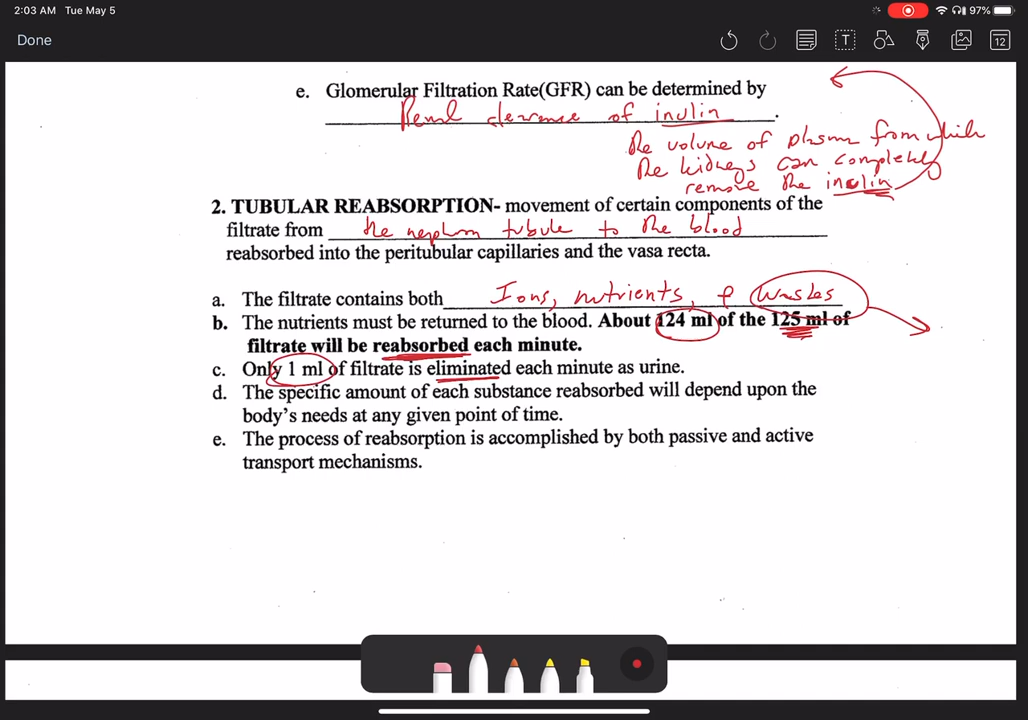 2:03 AM Tue May 5
97%
Done
T
12
e. Glomerular Filtration Rate(GFR) can be determined by
Renal clearance of inulin.
The volume of plasma from which
the kidneys can completely
remove the inulin
2. TUBULAR REABSORPTION- movement of certain components of the
filtrate from the nephron tubule to the blood
reabsorbed into the peritubular capillaries and the vasa recta.
a. The filtrate contains both Ions, nutrients, & Wastes
b. The nutrients must be returned to the blood. About 124 ml of the 125 ml of
filtrate will be reabsorbed each minute.
c. Only 1 ml of filtrate is eliminated each minute as urine.
d. The specific amount of each substance reabsorbed will depend upon the
body's needs at any given point of time.
e. The process of reabsorption is accomplished by both passive and active
transport mechanisms.